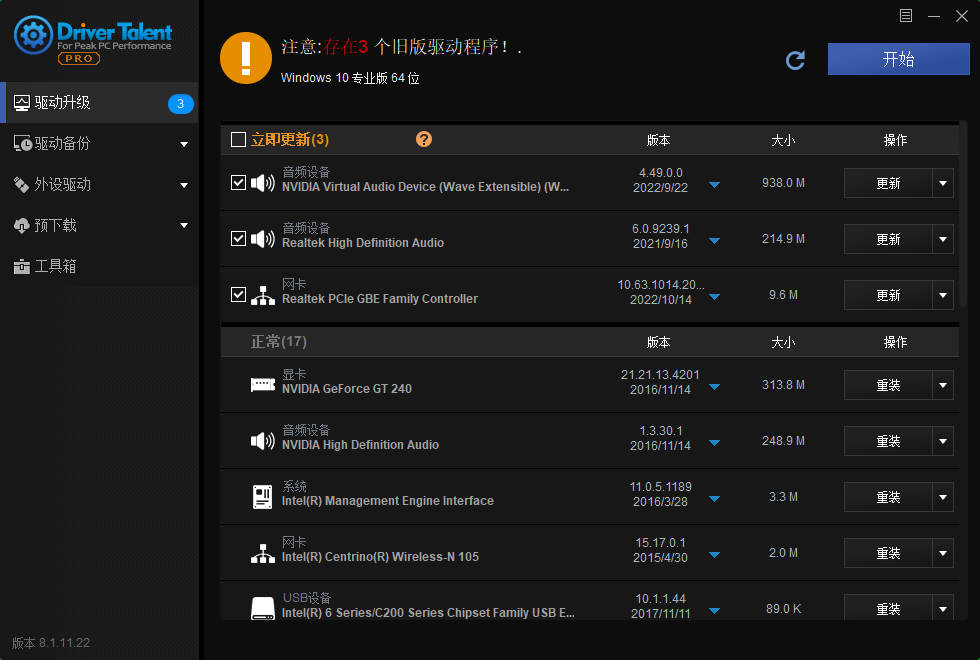 Driver Talent
For Peak PC Performance
PRO
驱动升级 3
驱动备份
外设驱动
预下载
工具箱
版本 8.1.11.22
注意:存在3 个旧版驱动程序! .
Windows 10 专业版 64 位
开始
立即更新(3) ? 版本 大小 操作
音频设备
NVIDIA Virtual Audio Device (Wave Extensible) (W...
4.49.0.0
2022/9/22
938.0 M
更新
音频设备
Realtek High Definition Audio
6.0.9239.1
2021/9/16
214.9 M
更新
网卡
Realtek PCIe GBE Family Controller
10.63.1014.20...
2022/10/14
9.6 M
更新
正常(17) 版本 大小 操作
显卡
NVIDIA GeForce GT 240
21.21.13.4201
2016/11/14
313.8 M
重装
音频设备
NVIDIA High Definition Audio
1.3.30.1
2016/11/14
248.9 M
重装
系统
Intel(R) Management Engine Interface
11.0.5.1189
2016/3/28
3.3 M
重装
网卡
Intel(R) Centrino(R) Wireless-N 105
15.17.0.1
2015/4/30
2.0 M
重装
USB设备
Intel(R) 6 Series/C200 Series Chipset Family USB E...
10.1.1.44
2017/11/11
89.0 K
重装